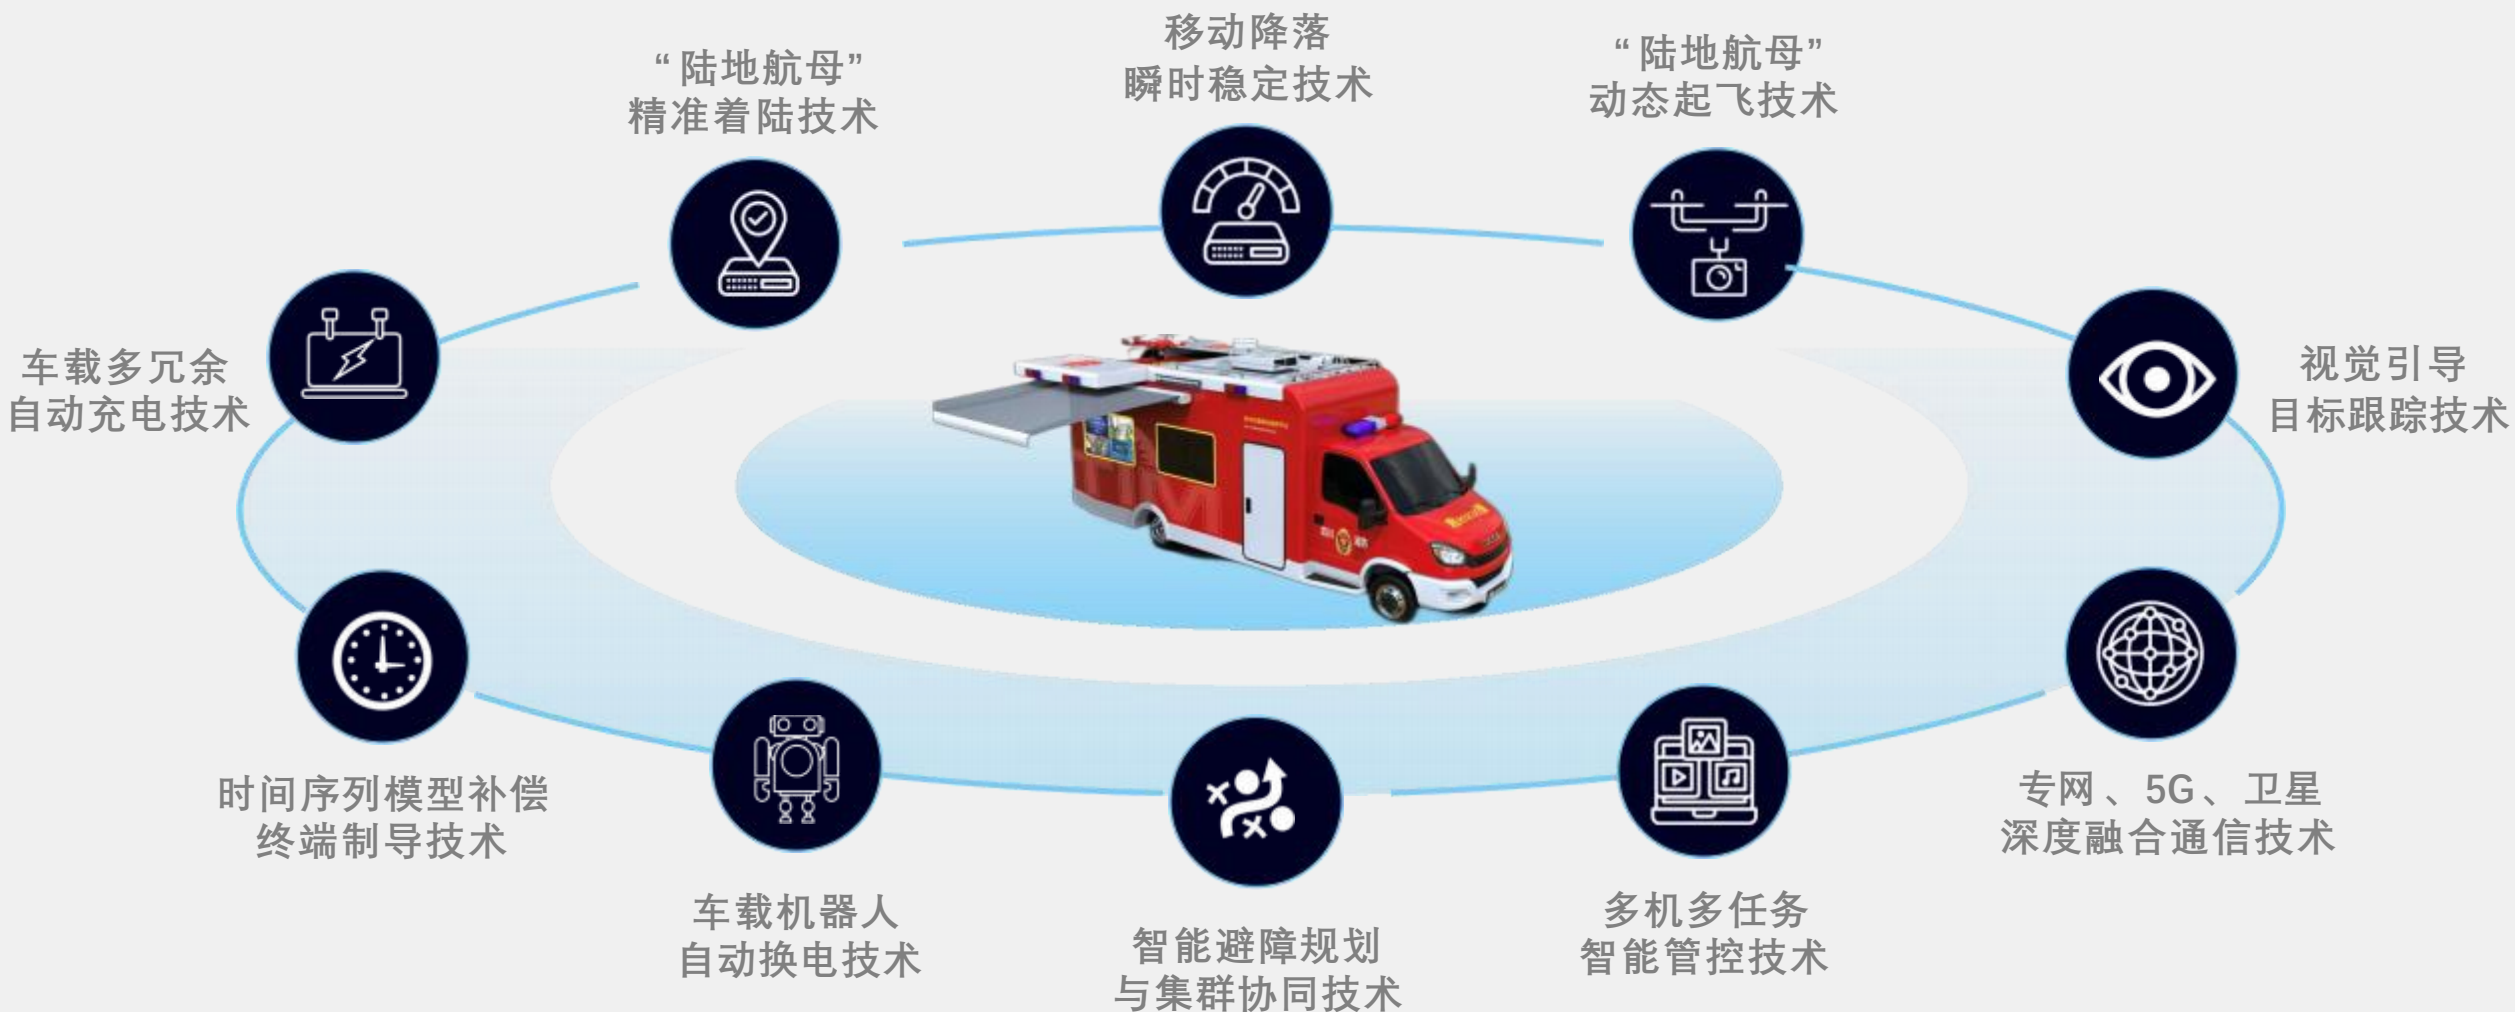 移动降落
瞬时稳定技术
“陆地航母”
精准着陆技术
“陆地航母”
动态起飞技术
车载多冗余
自动充电技术
视觉引导
目标跟踪技术
时间序列模型补偿
终端制导技术
专网、5G、卫星
深度融合通信技术
车载机器人
自动换电技术
智能避障规划
与集群协同技术
多机多任务
智能管控技术